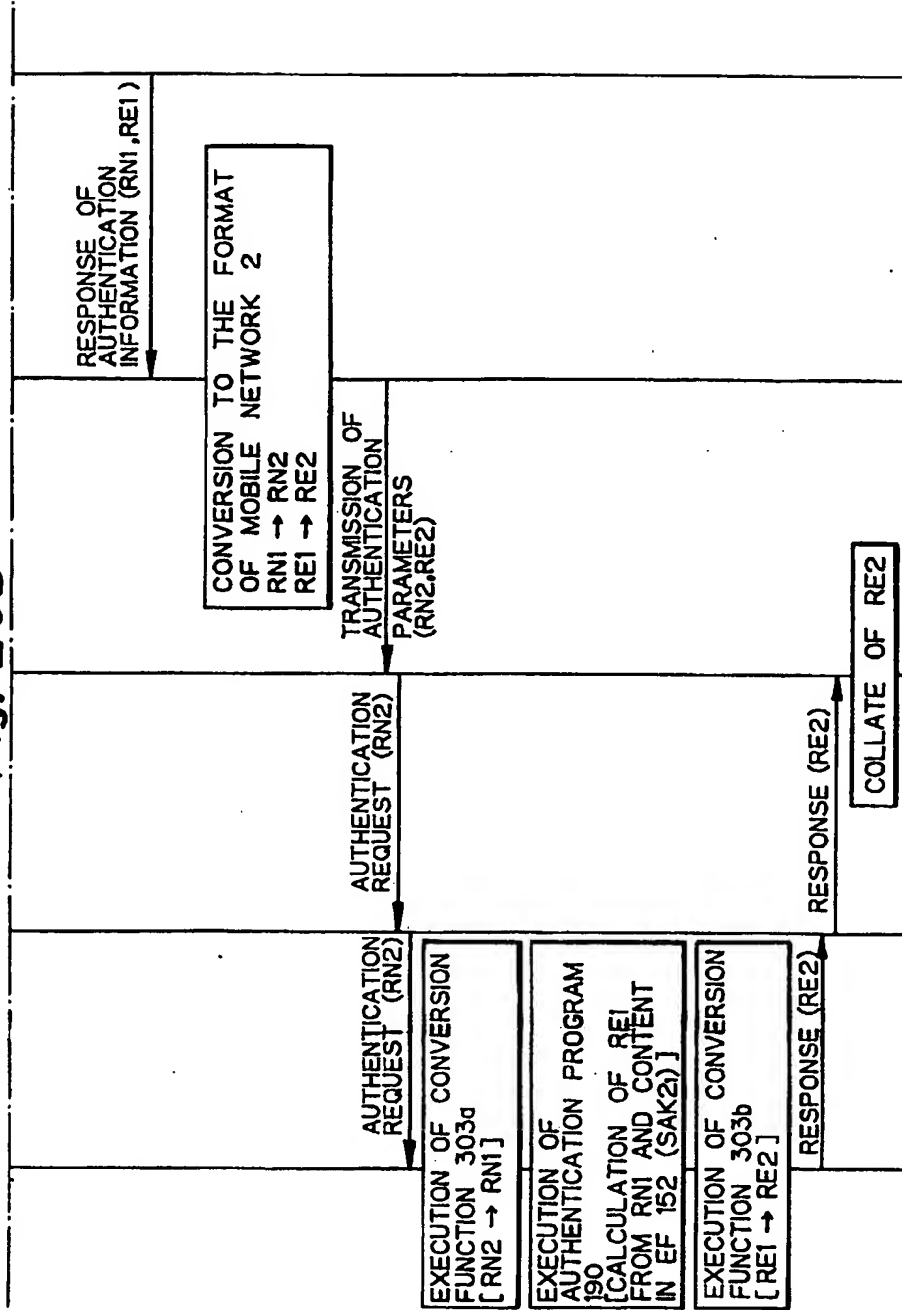 RESPONSE OF
AUTHENTICATION
INFORMATION (RN1,RE1)
CONVERSION TO THE FORMAT
OF MOBILE NETWORK 2
RN1 → RN2
RE1 → RE2
TRANSMISSION OF
AUTHENTICATION
PARAMETERS
(RN2,RE2)
AUTHENTICATION
REQUEST (RN2)
AUTHENTICATION
REQUEST (RN2)
EXECUTION OF CONVERSION
FUNCTION 303a
[RN2 → RN1]
EXECUTION OF
AUTHENTICATION PROGRAM
190
[CALCULATION OF RE1
FROM RN1 AND CONTENT
IN EF 152 (SAK2i)]
EXECUTION OF CONVERSION
FUNCTION 303b
[RE1 → RE2]
RESPONSE (RE2)
RESPONSE (RE2)
COLLATE OF RE2